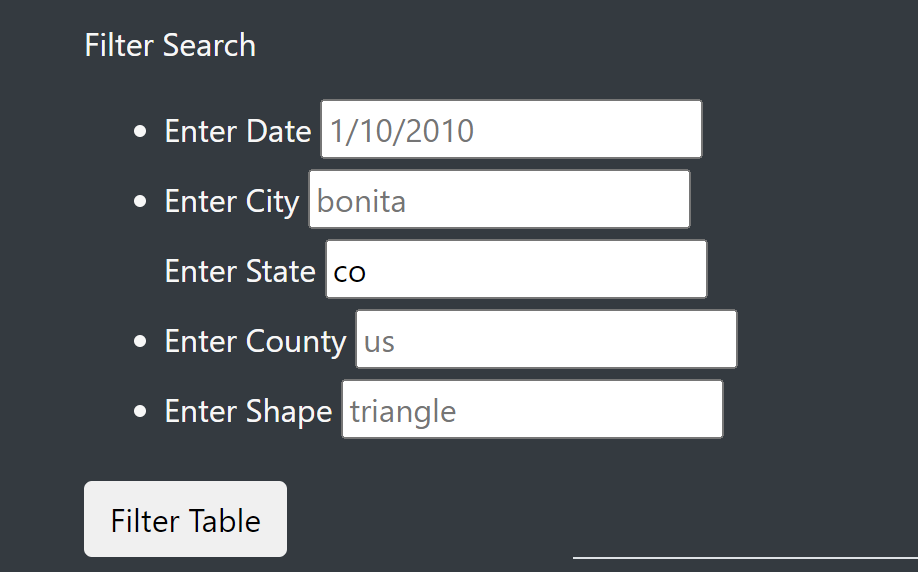 Filter Search
Enter Date 1/10/2010
Enter City bonita
Enter State co
Enter County us
Enter Shape triangle
Filter Table